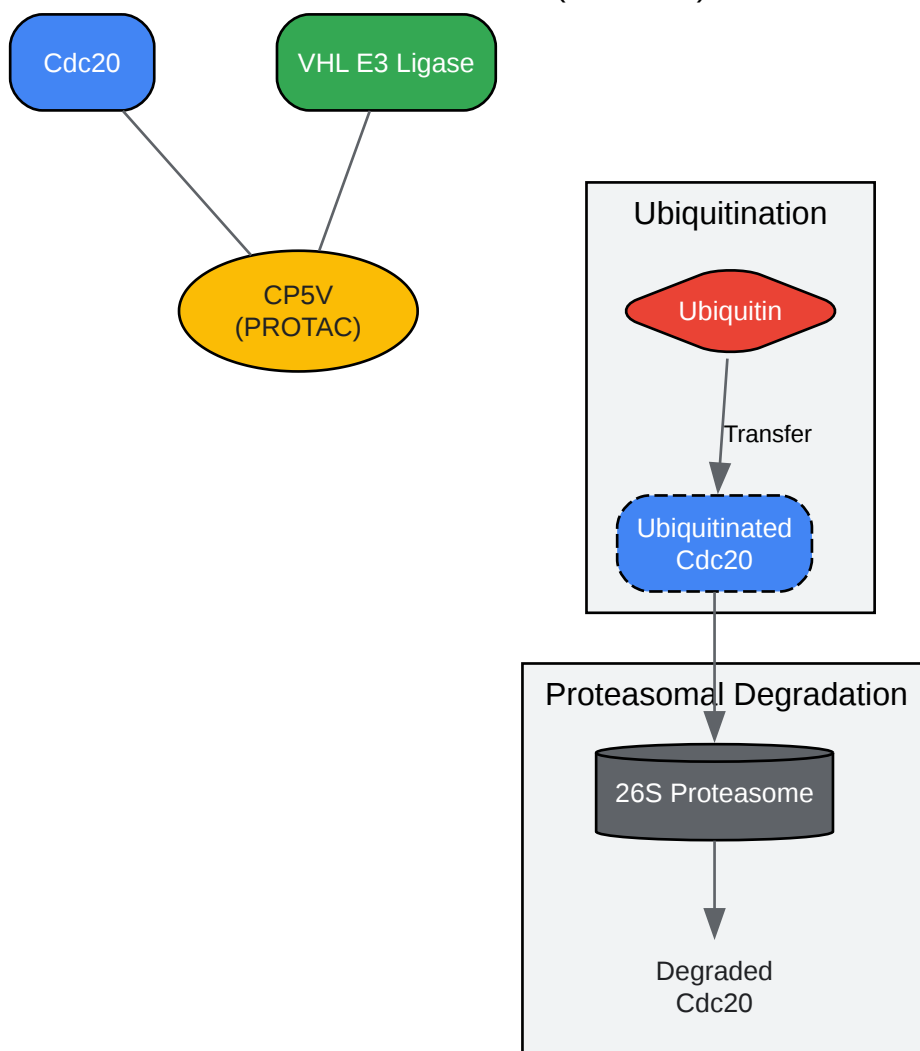 Cdc20
VHL E3 Ligase
CP5V
(PROTAC)
Ubiquitination
Ubiquitin
Transfer
Ubiquitinated
Cdc20
Proteasomal Degradation
26S Proteasome
Degraded
Cdc20